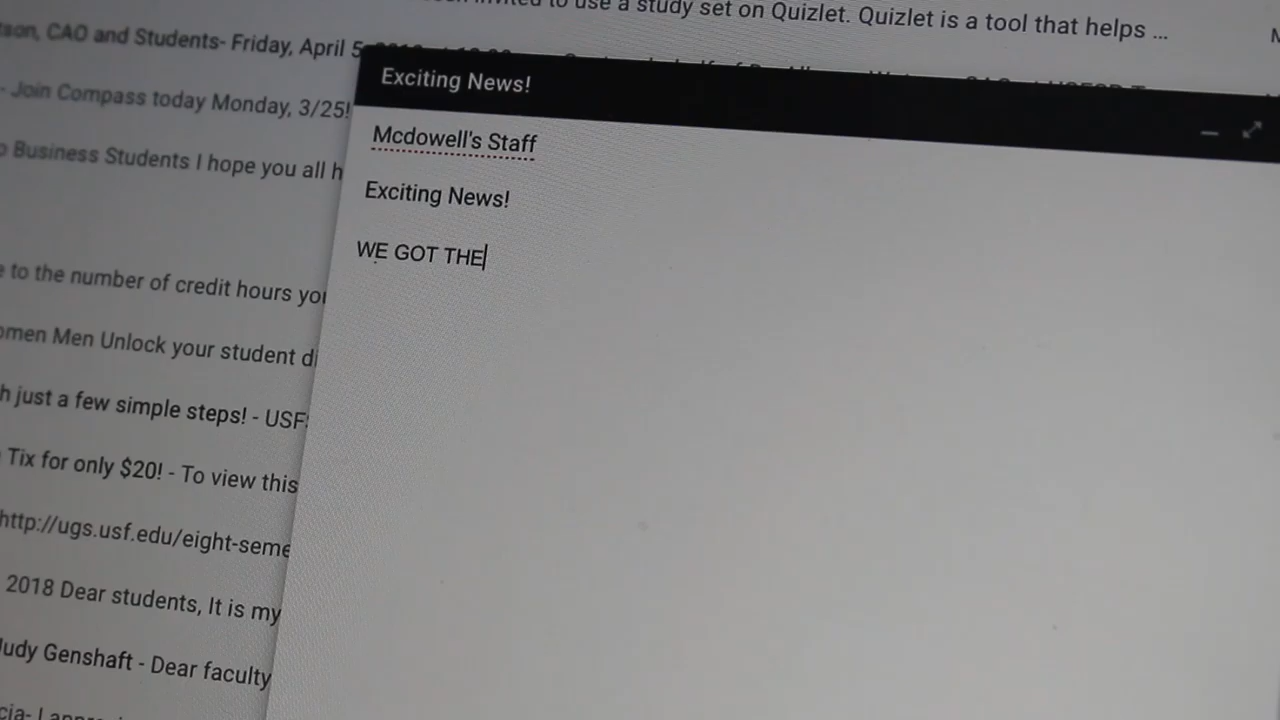 to use a study set on Quizlet. Quizlet is a tool that helps ...
CAO and Students- Friday, April 5
Exciting News!
- Join Compass today Monday, 3/25!
Mcdowell's Staff
Business Students I hope you all h
Exciting News!
WE GOT THE
to the number of credit hours you
Men Unlock your student di
just a few simple steps! - USF
Tix for only $20! - To view this
http://ugs.usf.edu/eight-seme
2018 Dear students, It is my
Judy Genshaft - Dear faculty